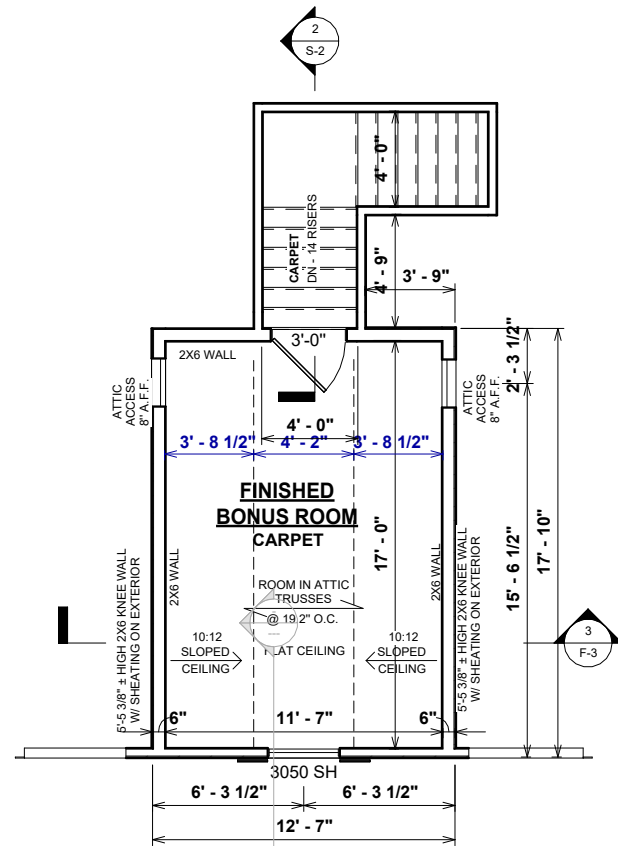 2
S-2
4' - 0"
CARPET
DN - 14 RISERS
4' - 9"
3' - 9"
3'-0"
2X6 WALL
2' - 3 1/2"
ATTIC
ACCESS
8" A.F.F.
ATTIC
ACCESS
8" A.F.F.
4' - 0"
3' - 8 1/2"
4' - 2"
3' - 8 1/2"
FINISHED
BONUS ROOM
CARPET
17' - 0"
15' - 6 1/2"
17' - 10"
2X6 WALL
2X6 WALL
ROOM IN ATTIC
TRUSSES
@ 19.2" O.C.
FLAT CEILING
10:12
SLOPED
CEILING
10:12
SLOPED
CEILING
5'-5 3/8" ± HIGH 2X6 KNEE WALL
W/ SHEATING ON EXTERIOR
5'-5 3/8" ± HIGH 2X6 KNEE WALL
W/ SHEATING ON EXTERIOR
3
F-3
6"
11' - 7"
6"
3050 SH
6' - 3 1/2"
6' - 3 1/2"
12' - 7"